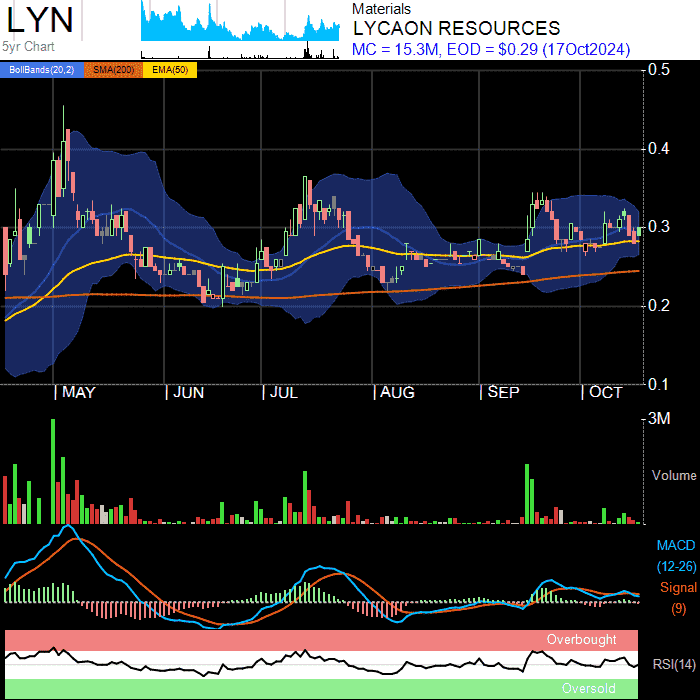 LYN
5yr Chart
Materials
LYCAON RESOURCES
MC = 15.3M, EOD = $0.29 (17Oct2024)
BollBands(20,2) SMA(200) EMA(50)
0.5
0.4
0.3
0.2
0.1
MAY JUN JUL AUG SEP OCT
3M
Volume
MACD
(12-26)
Signal
(9)
Overbought
RSI(14)
Oversold